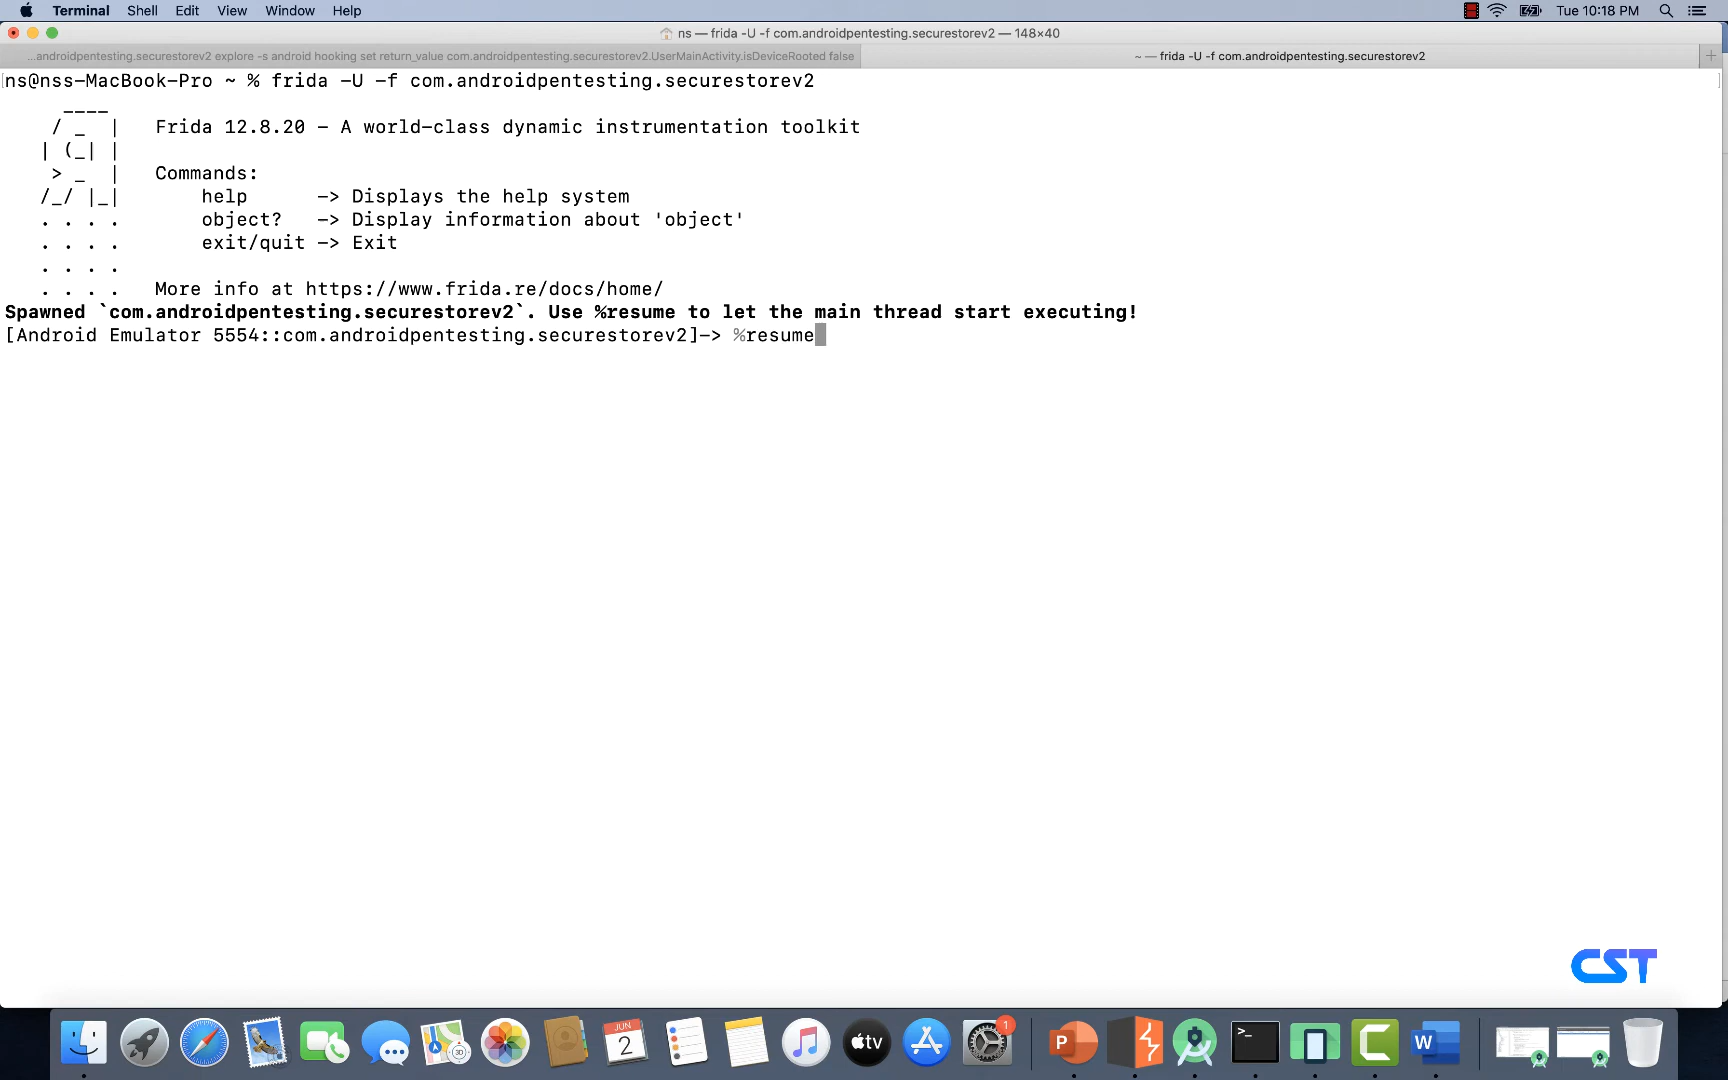 Terminal Shell Edit View Window Help Tue 10:18 PM
ns — frida -U -f com.androidpentesting.securestorev2 — 148×40
...androidpentesting.securestorev2 explore -s android hooking set return_value com.androidpentesting.securestorev2.UserMainActivity.isDeviceRooted false
~ — frida -U -f com.androidpentesting.securestorev2
ns@nss-MacBook-Pro ~ % frida -U -f com.androidpentesting.securestorev2
     ____
    / _  |   Frida 12.8.20 - A world-class dynamic instrumentation toolkit
   | (_| |
    > _  |   Commands:
   /_/ |_|       help      -> Displays the help system
   . . . .       object?   -> Display information about 'object'
   . . . .       exit/quit -> Exit
   . . . .
   . . . .   More info at https://www.frida.re/docs/home/
Spawned `com.androidpentesting.securestorev2`. Use %resume to let the main thread start executing!
[Android Emulator 5554::com.androidpentesting.securestorev2]-> %resume
CST
JUN
2
3D
tv
1
P
>_
C
W